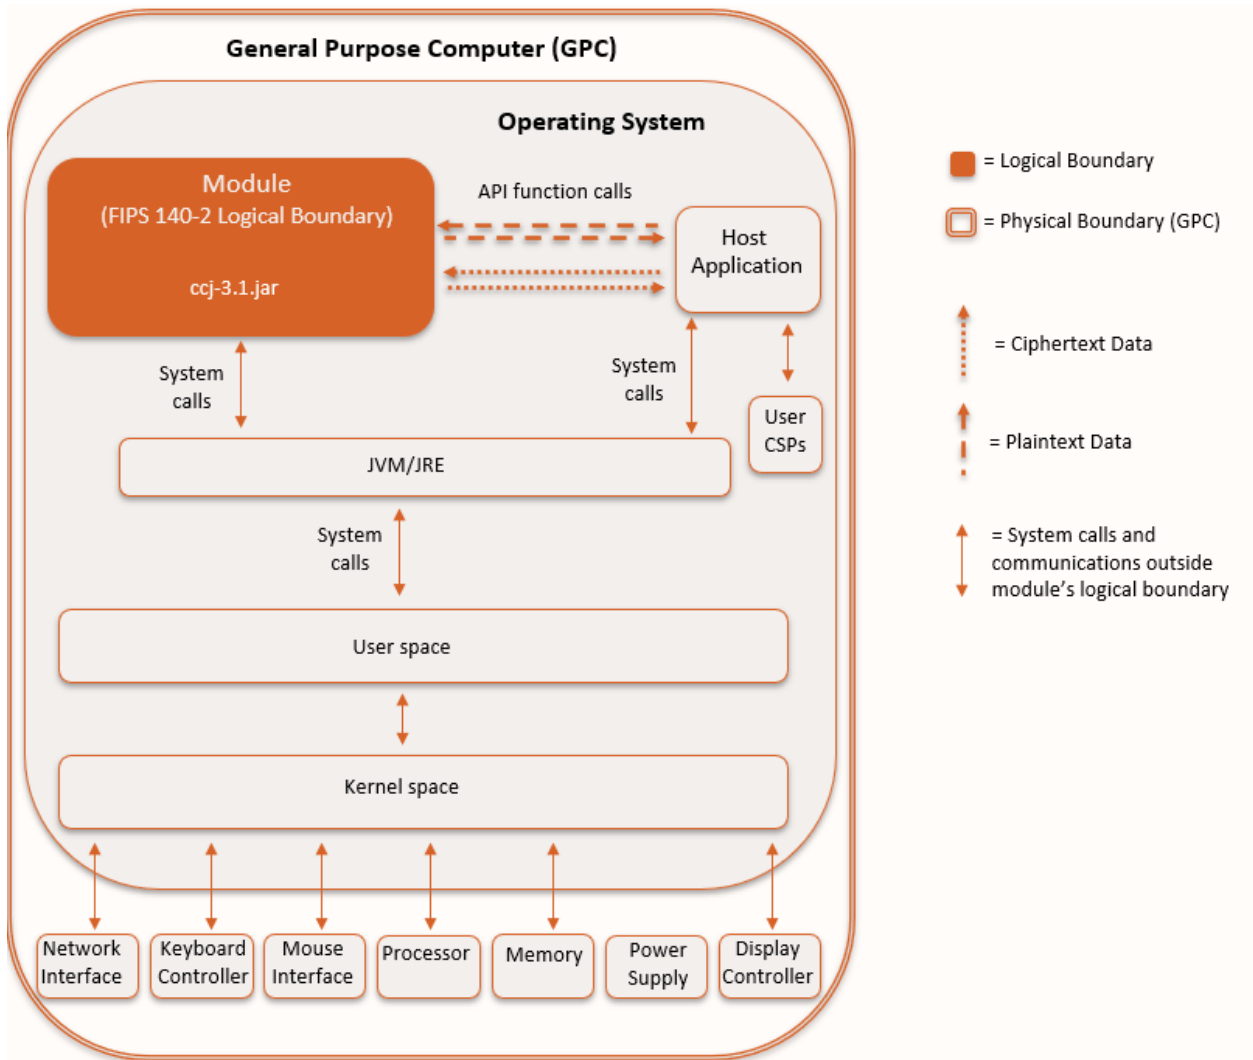 General Purpose Computer (GPC)
Operating System
Module
(FIPS 140-2 Logical Boundary)
ccj-3.1.jar
API function calls
Host
Application
System
calls
System
calls
User
CSPs
JVM/JRE
System
calls
User space
Kernel space
Network
Interface
Keyboard
Controller
Mouse
Interface
Processor
Memory
Power
Supply
Display
Controller
= Logical Boundary
= Physical Boundary (GPC)
= Ciphertext Data
= Plaintext Data
= System calls and
communications outside
module’s logical boundary